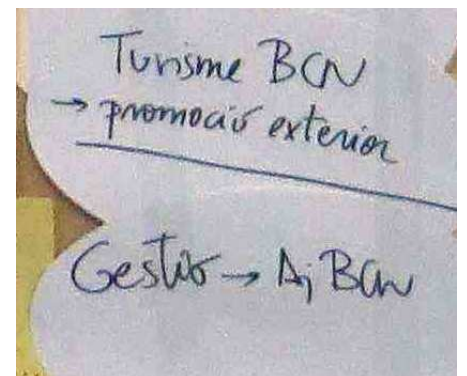 Turisme BCN
→ promoció exterior
Gestió → Aj BCN